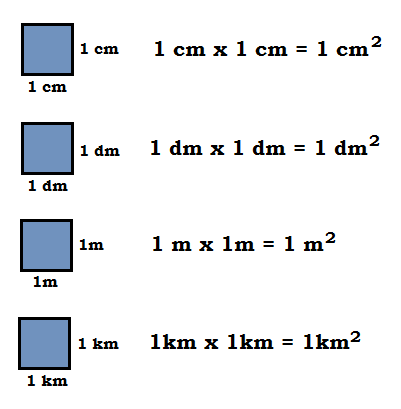 1 cm
1 cm x 1 cm = 1 cm²
1 cm
1 dm
1 dm x 1 dm = 1 dm²
1 dm
1m
1 m x 1m = 1 m²
1m
1 km
1km x 1km = 1km²
1 km